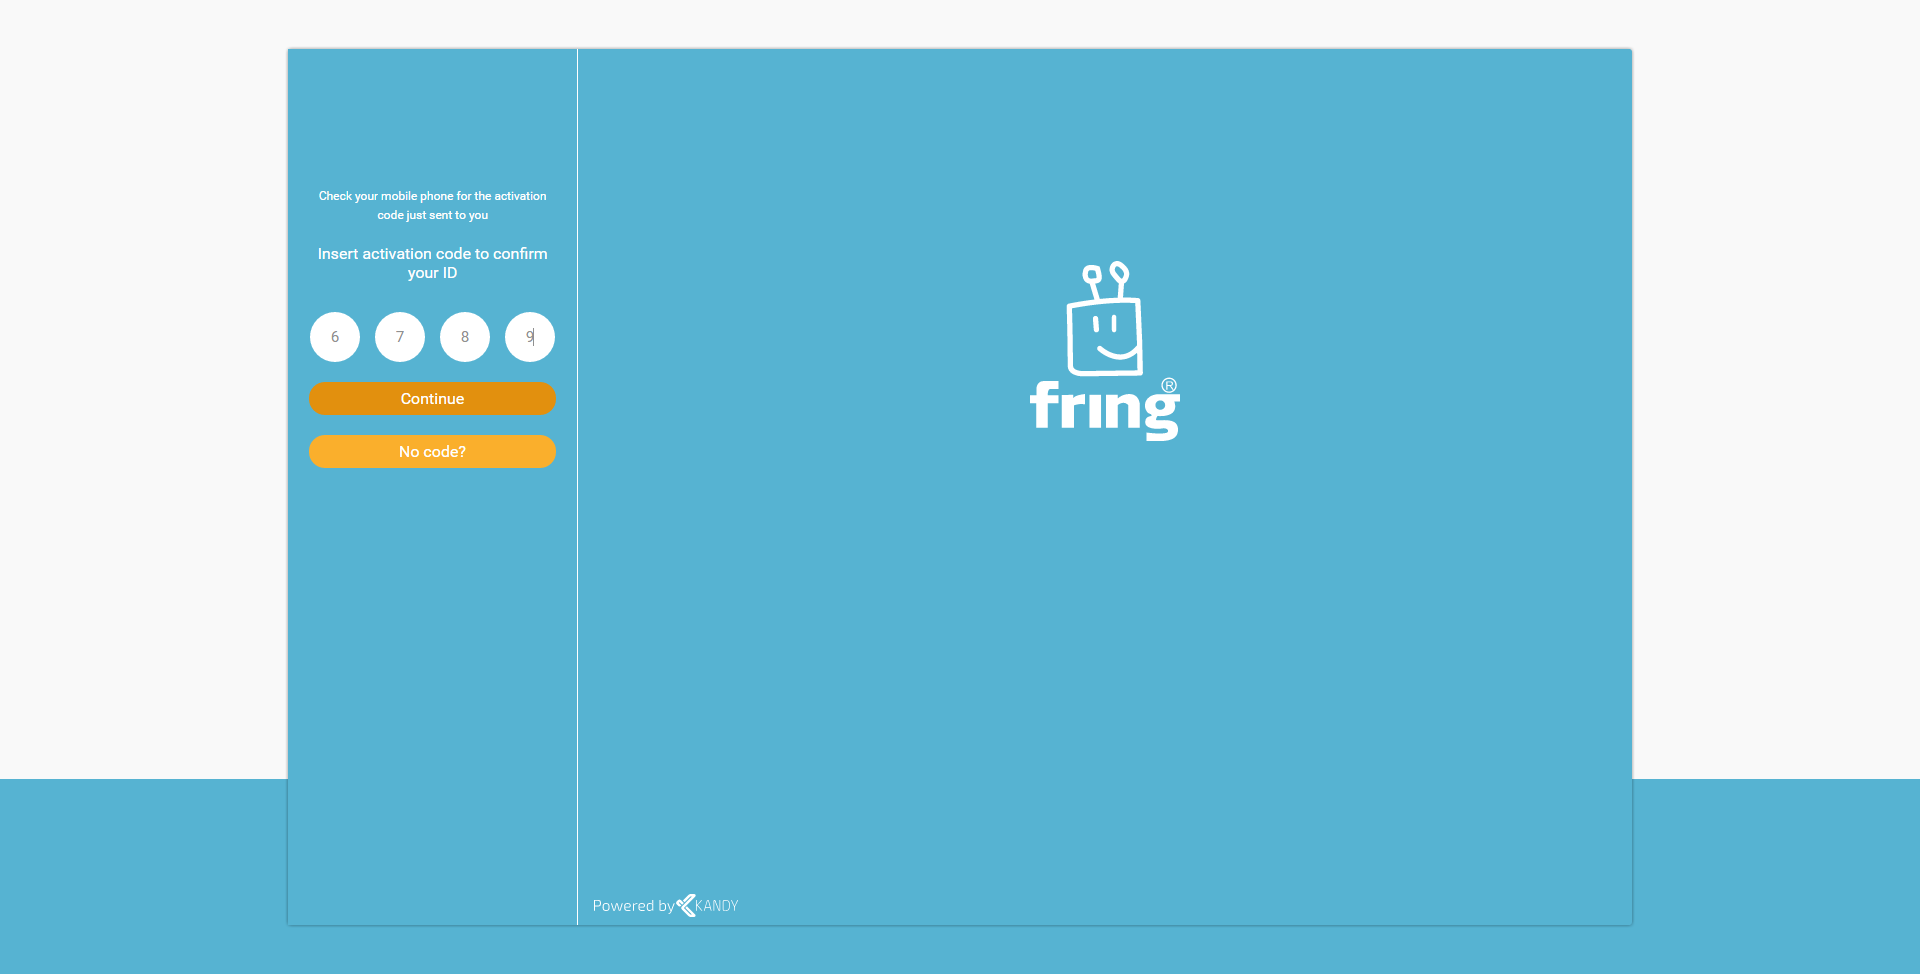 Check your mobile phone for the activation
code just sent to you
Insert activation code to confirm
your ID
6 7 8 9
Continue
No code?
fring®
Powered by KANDY